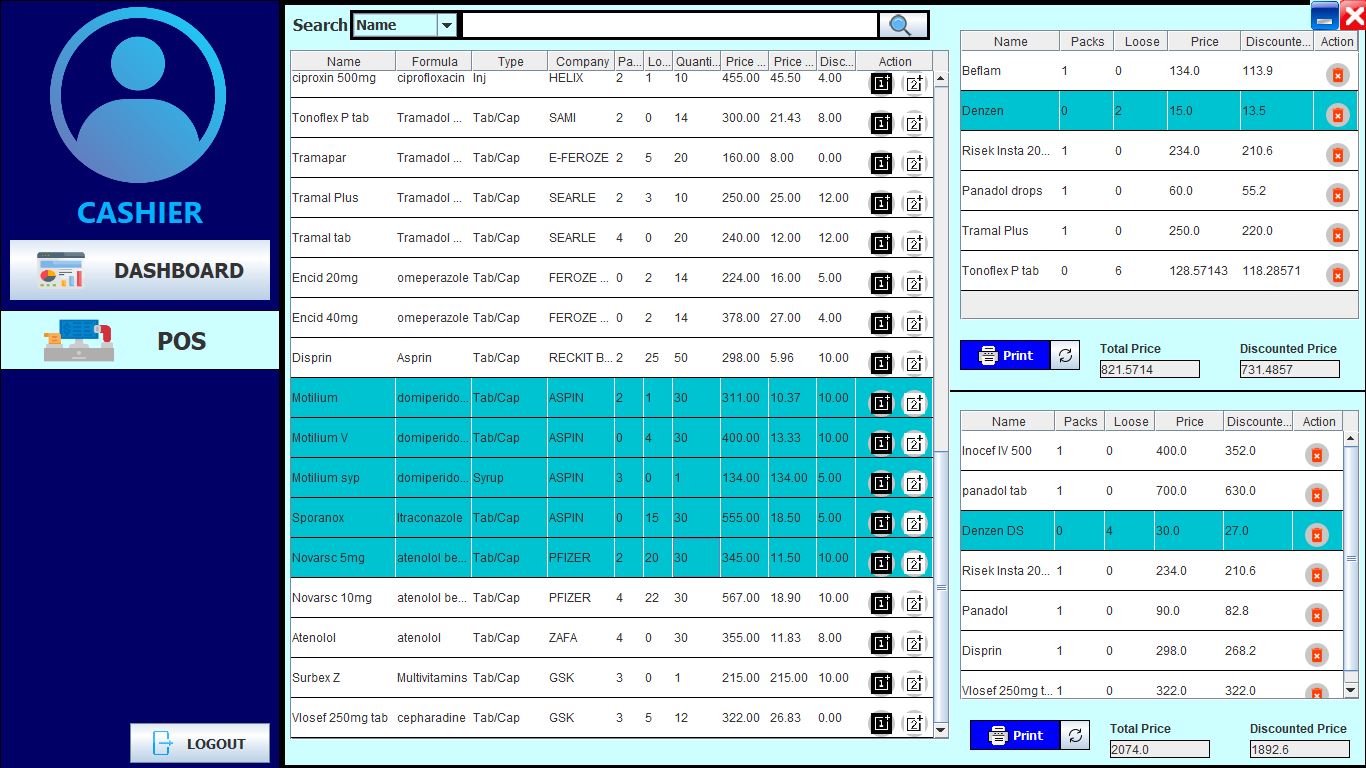 CASHIER
DASHBOARD
POS
LOGOUT
Search Name
Name Formula Type Company Pa... Lo... Quanti... Price ... Price ... Disc... Action
ciproxin 500mg ciprofloxacin Inj HELIX 2 1 10 455.00 45.50 4.00
Tonoflex P tab Tramadol ... Tab/Cap SAMI 2 0 14 300.00 21.43 8.00
Tramapar Tramadol ... Tab/Cap E-FEROZE 2 5 20 160.00 8.00 0.00
Tramal Plus Tramadol ... Tab/Cap SEARLE 2 3 10 250.00 25.00 12.00
Tramal tab Tramadol ... Tab/Cap SEARLE 4 0 20 240.00 12.00 12.00
Encid 20mg omeperazole Tab/Cap FEROZE ... 0 2 14 224.00 16.00 5.00
Encid 40mg omeperazole Tab/Cap FEROZE ... 0 2 14 378.00 27.00 4.00
Disprin Asprin Tab/Cap RECKIT B... 2 25 50 298.00 5.96 10.00
Motilium domiperido... Tab/Cap ASPIN 2 1 30 311.00 10.37 10.00
Motilium V domiperido... Tab/Cap ASPIN 0 4 30 400.00 13.33 10.00
Motilium syp domiperido... Syrup ASPIN 3 0 1 134.00 134.00 5.00
Sporanox Itraconazole Tab/Cap ASPIN 0 15 30 555.00 18.50 5.00
Novarsc 5mg atenolol be... Tab/Cap PFIZER 2 20 30 345.00 11.50 10.00
Novarsc 10mg atenolol be... Tab/Cap PFIZER 4 22 30 567.00 18.90 10.00
Atenolol atenolol Tab/Cap ZAFA 4 0 30 355.00 11.83 8.00
Surbex Z Multivitamins Tab/Cap GSK 3 0 1 215.00 215.00 10.00
Vlosef 250mg tab cepharadine Tab/Cap GSK 3 5 12 322.00 26.83 0.00
Name Packs Loose Price Discounte... Action
Beflam 1 0 134.0 113.9
Denzen 0 2 15.0 13.5
Risek Insta 20... 1 0 234.0 210.6
Panadol drops 1 0 60.0 55.2
Tramal Plus 1 0 250.0 220.0
Tonoflex P tab 0 6 128.57143 118.28571
Print Total Price Discounted Price
821.5714 731.4857
Name Packs Loose Price Discounte... Action
Inocef IV 500 1 0 400.0 352.0
panadol tab 1 0 700.0 630.0
Denzen DS 0 4 30.0 27.0
Risek Insta 20... 1 0 234.0 210.6
Panadol 1 0 90.0 82.8
Disprin 1 0 298.0 268.2
Vlosef 250mg t... 1 0 322.0 322.0
Print Total Price Discounted Price
2074.0 1892.6